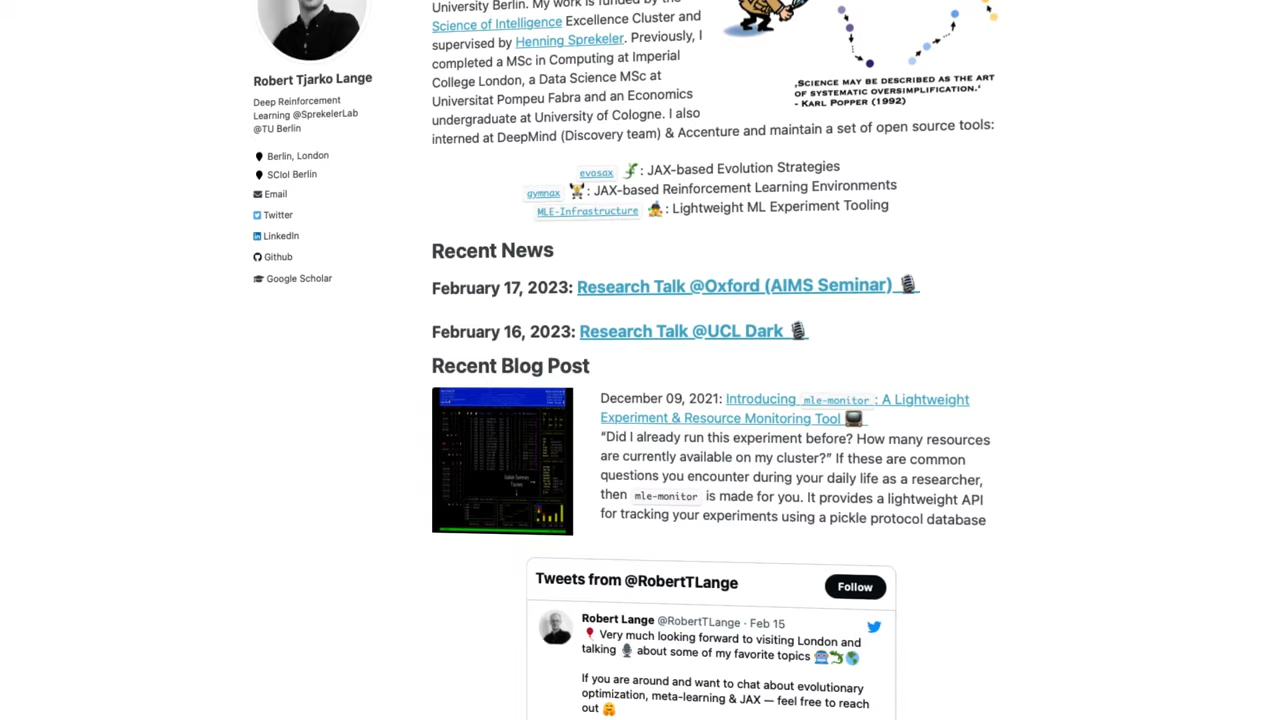 Robert Tjarko Lange
Deep Reinforcement
Learning @SprekelerLab
@TU Berlin
Berlin, London
SCIoI Berlin
Email
Twitter
LinkedIn
Github
Google Scholar
University Berlin. My work is funded by the
Science of Intelligence Excellence Cluster and
supervised by Henning Sprekeler. Previously, I
completed a MSc in Computing at Imperial
College London, a Data Science MSc at
Universitat Pompeu Fabra and an Economics
undergraduate at University of Cologne. I also
interned at DeepMind (Discovery team) & Accenture and maintain a set of open source tools:
‚SCIENCE MAY BE DESCRIBED AS THE ART
OF SYSTEMATIC OVERSIMPLIFICATION.‘
- KARL POPPER (1992)
evosax 🦎: JAX-based Evolution Strategies
gymnax 🏋️: JAX-based Reinforcement Learning Environments
MLE-Infrastructure 🤹: Lightweight ML Experiment Tooling
Recent News
February 17, 2023: Research Talk @Oxford (AIMS Seminar) 🎙️
February 16, 2023: Research Talk @UCL Dark 🎙️
Recent Blog Post
December 09, 2021: Introducing mle-monitor: A Lightweight
Experiment & Resource Monitoring Tool 📺
“Did I already run this experiment before? How many resources
are currently available on my cluster?” If these are common
questions you encounter during your daily life as a researcher,
then mle-monitor is made for you. It provides a lightweight API
for tracking your experiments using a pickle protocol database
Tweets from @RobertTLange
Follow
Robert Lange @RobertTLange · Feb 15
🎈 Very much looking forward to visiting London and
talking 🎙️ about some of my favorite topics 🤖🦎🌎
If you are around and want to chat about evolutionary
optimization, meta-learning & JAX — feel free to reach
out 🤗